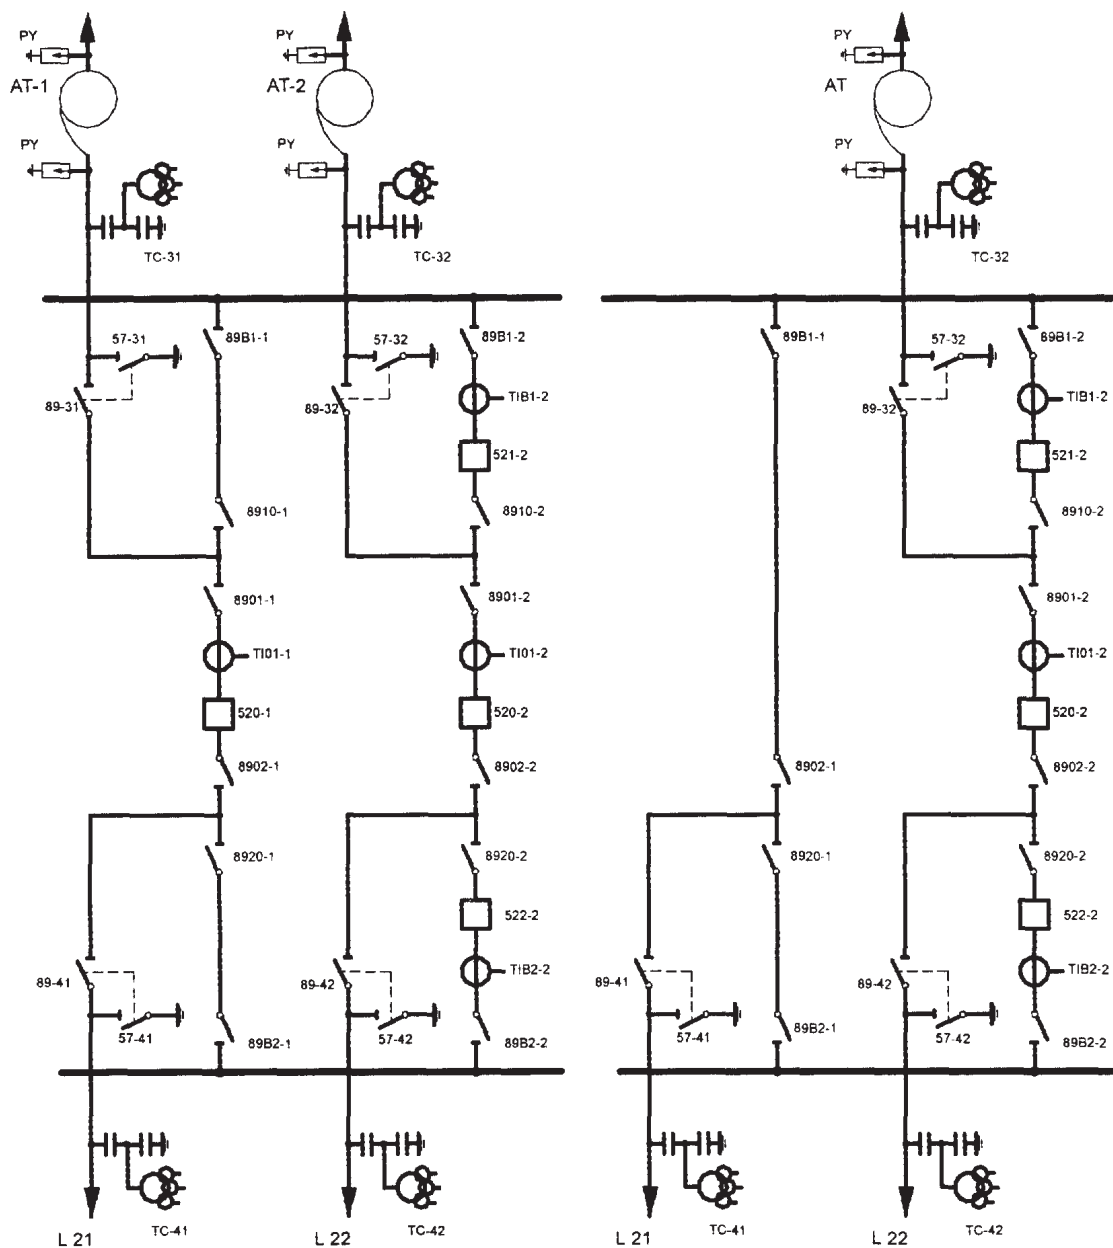 PY PY PY
AT-1 AT-2 AT
PY PY PY
TC-31 TC-32 TC-32
57-31 89B1-1 57-32 89B1-2 89B1-1 57-32 89B1-2
89-31 89-32 TIB1-2 89-32 TIB1-2
521-2 521-2
8910-1 8910-2 8910-2
8901-1 8901-2 8901-2
TI01-1 TI01-2 TI01-2
520-1 520-2 520-2
8902-1 8902-2 8902-1 8902-2
8920-1 8920-2 8920-1 8920-2
522-2 522-2
89-41 89-42 TIB2-2 89-41 89-42 TIB2-2
57-41 89B2-1 57-42 89B2-2 57-41 89B2-1 57-42 89B2-2
TC-41 TC-42 TC-41 TC-42
L 21 L 22 L 21 L 22